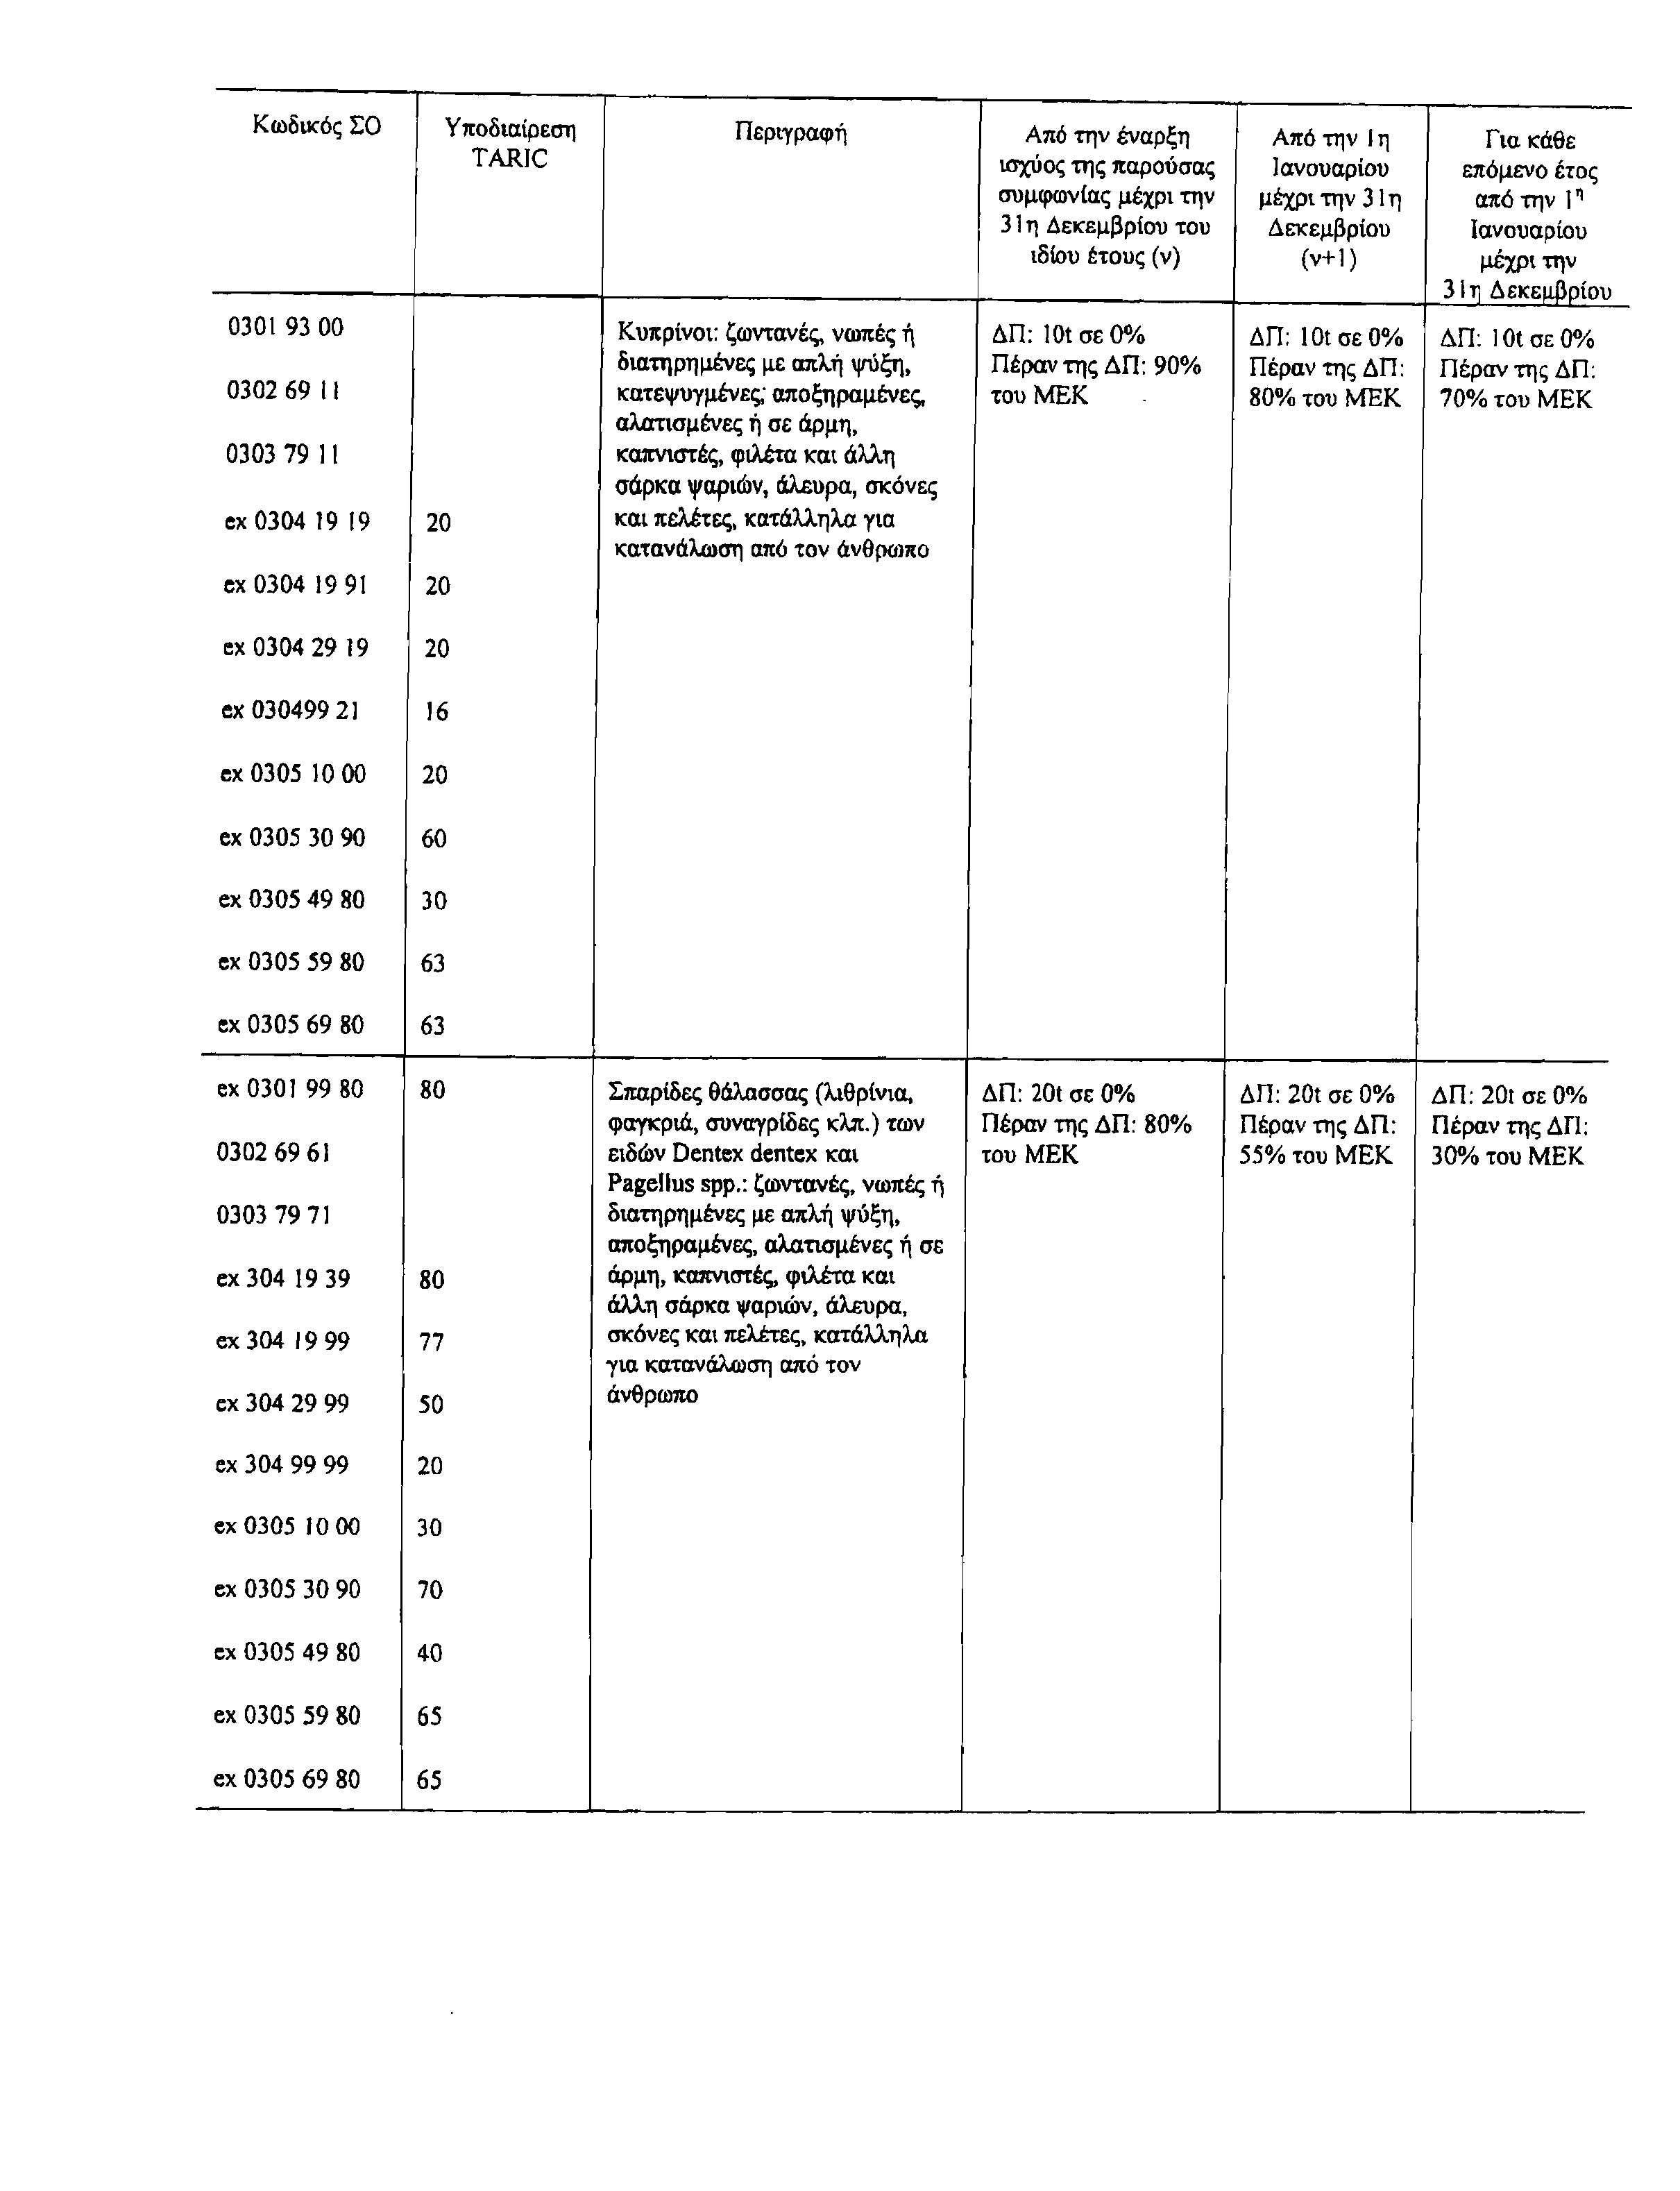 Κωδικός ΣΟ
Υποδιαίρεση
TARIC
Περιγραφή
Από την έναρξη
ισχύος της παρούσας
συμφωνίας μέχρι την
31η Δεκεμβρίου του
ιδίου έτους (ν)
Από την 1η
Ιανουαρίου
μέχρι την 31η
Δεκεμβρίου
(ν+1)
Για κάθε
επόμενο έτος
από την 1η
Ιανουαρίου
μέχρι την
31η Δεκεμβρίου
0301 93 00
0302 69 11
0303 79 11
ex 0304 19 19 20
ex 0304 19 91 20
ex 0304 29 19 20
ex 030499 21 16
ex 0305 10 00 20
ex 0305 30 90 60
ex 0305 49 80 30
ex 0305 59 80 63
ex 0305 69 80 63
Κυπρίνοι: ζωντανές, νωπές ή
διατηρημένες με απλή ψύξη,
κατεψυγμένες; αποξηραμένες,
αλατισμένες ή σε άρμη,
καπνιστές, φιλέτα και άλλη
σάρκα ψαριών, άλευρα, σκόνες
και πελέτες, κατάλληλα για
κατανάλωση από τον άνθρωπο
ΔΠ: 10t σε 0%
Πέραν της ΔΠ: 90%
του ΜΕΚ
ΔΠ: 10t σε 0%
Πέραν της ΔΠ:
80% του ΜΕΚ
ΔΠ: 10t σε 0%
Πέραν της ΔΠ:
70% του ΜΕΚ
ex 0301 99 80 80
0302 69 61
0303 79 71
ex 304 19 39 80
ex 304 19 99 77
ex 304 29 99 50
ex 304 99 99 20
ex 0305 10 00 30
ex 0305 30 90 70
ex 0305 49 80 40
ex 0305 59 80 65
ex 0305 69 80 65
Σπαρίδες θάλασσας (λιθρίνια,
φαγκριά, συναγρίδες κλπ.) των
ειδών Dentex dentex και
Pagellus spp.: ζωντανές, νωπές ή
διατηρημένες με απλή ψύξη,
αποξηραμένες, αλατισμένες ή σε
άρμη, καπνιστές, φιλέτα και
άλλη σάρκα ψαριών, άλευρα,
σκόνες και πελέτες, κατάλληλα
για κατανάλωση από τον
άνθρωπο
ΔΠ: 20t σε 0%
Πέραν της ΔΠ: 80%
του ΜΕΚ
ΔΠ: 20t σε 0%
Πέραν της ΔΠ:
55% του ΜΕΚ
ΔΠ: 20t σε 0%
Πέραν της ΔΠ:
30% του ΜΕΚ